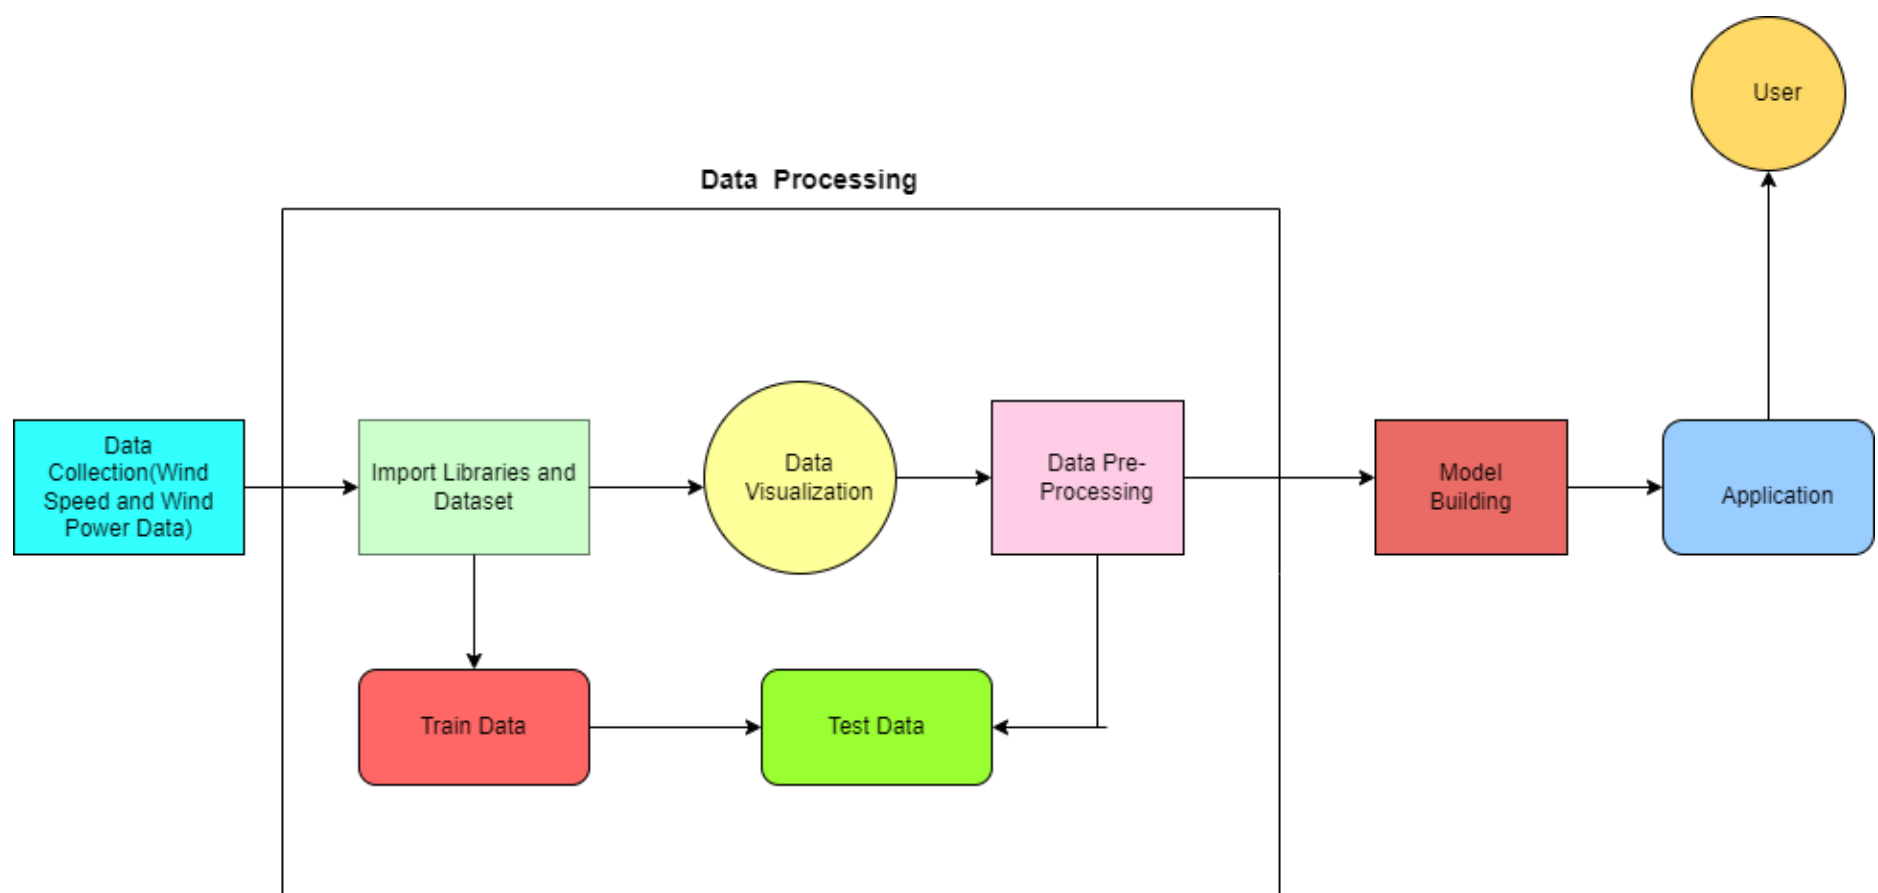 User
Data Processing
Data
Collection(Wind
Speed and Wind
Power Data)
Import Libraries and
Dataset
Data
Visualization
Data Pre-
Processing
Model
Building
Application
Train Data
Test Data